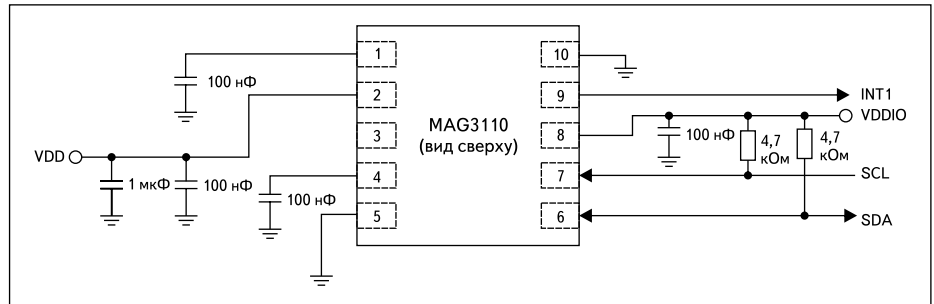 1
10
100 нФ
2
9
INT1
VDDIO
MAG3110
(вид сверху)
3
8
100 нФ
4,7
кОм
4,7
кОм
VDD
4
7
SCL
1 мкФ
100 нФ
100 нФ
5
6
SDA